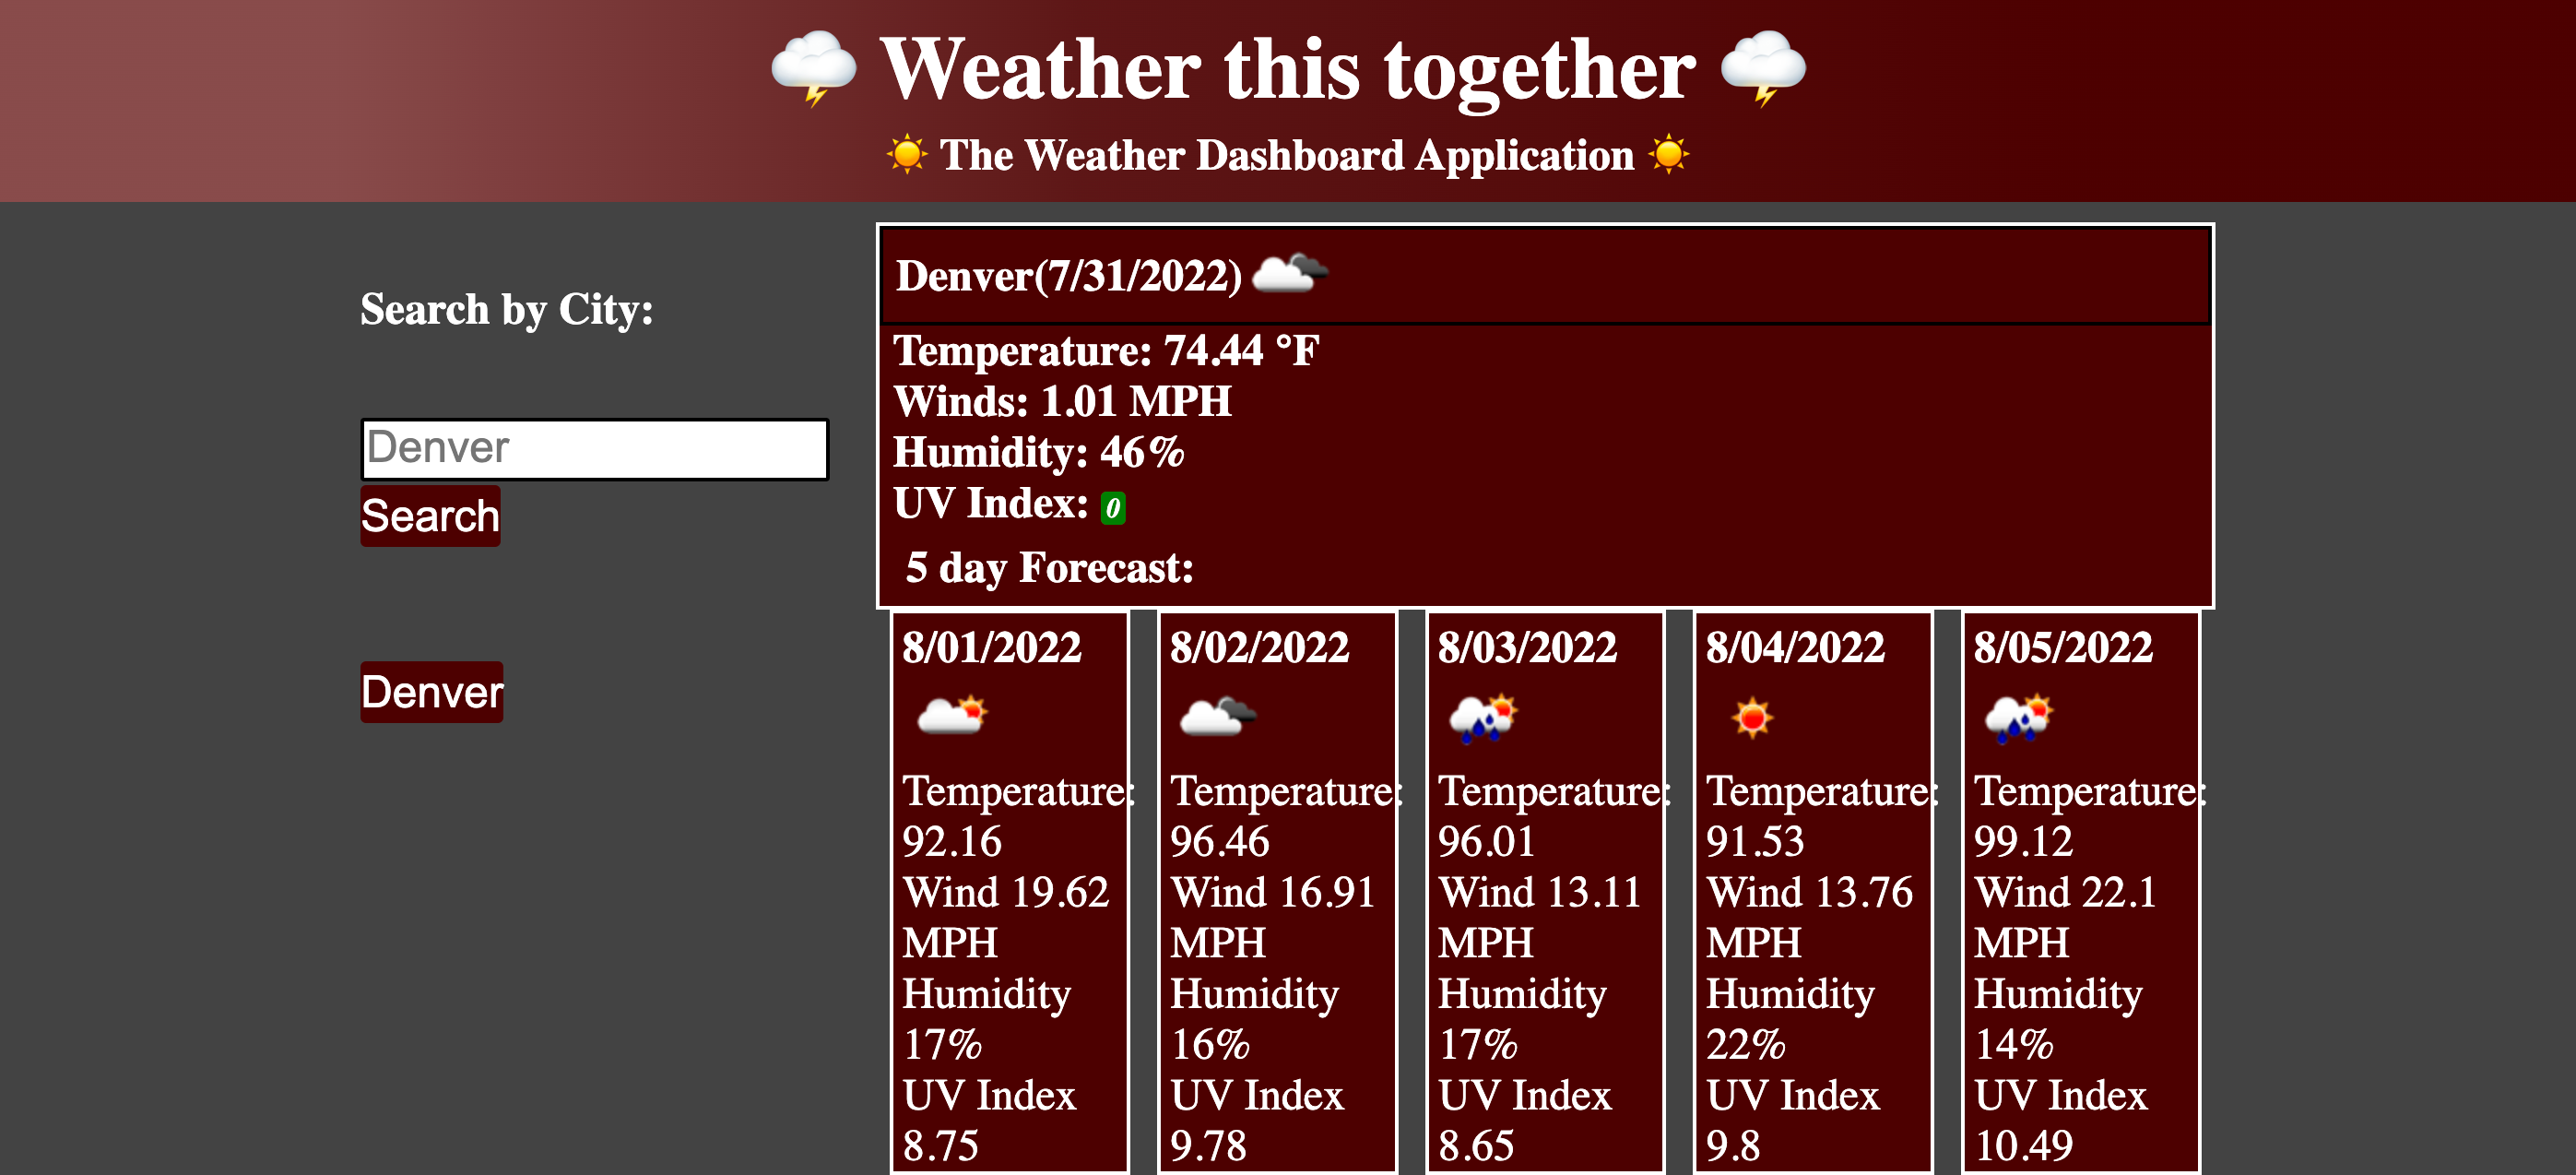 Weather this together
The Weather Dashboard Application
Search by City:
Denver
Search
Denver
Denver(7/31/2022)
Temperature: 74.44 °F
Winds: 1.01 MPH
Humidity: 46%
UV Index: 0
5 day Forecast:
8/01/2022
Temperature:
92.16
Wind 19.62
MPH
Humidity
17%
UV Index
8.75
8/02/2022
Temperature:
96.46
Wind 16.91
MPH
Humidity
16%
UV Index
9.78
8/03/2022
Temperature:
96.01
Wind 13.11
MPH
Humidity
17%
UV Index
8.65
8/04/2022
Temperature:
91.53
Wind 13.76
MPH
Humidity
22%
UV Index
9.8
8/05/2022
Temperature:
99.12
Wind 22.1
MPH
Humidity
14%
UV Index
10.49